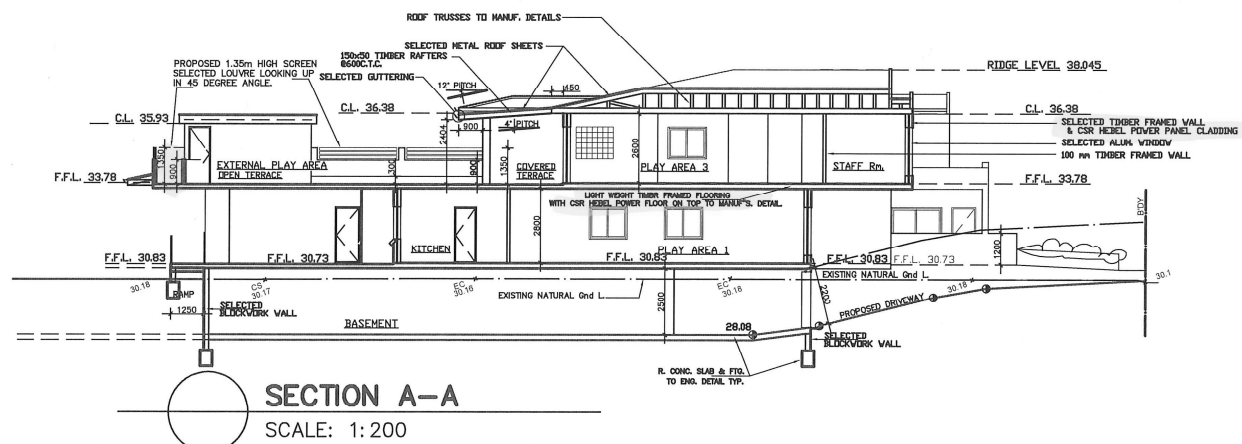 ROOF TRUSSES TO MANUF. DETAILS
SELECTED METAL ROOF SHEETS
150x50 TIMBER RAFTERS
@600C.T.C.
SELECTED GUTTERING
PROPOSED 1.35m HIGH SCREEN
SELECTED LOUVRE LOOKING UP
IN 45 DEGREE ANGLE.
12° PITCH
450
RIDGE LEVEL 38.045
C.L. 36.38
C.L. 36.38
C.L. 35.93
900
4° PITCH
2404
SELECTED TIMBER FRAMED WALL
& CSR HEBEL POWER PANEL CLADDING
SELECTED ALUM. WINDOW
100 mm TIMBER FRAMED WALL
1350
900
EXTERNAL PLAY AREA
OPEN TERRACE
300
900
1350
COVERED
TERRACE
2600
PLAY AREA 3
STAFF Rm.
F.F.L. 33.78
F.F.L. 33.78
LIGHT WEIGHT TIMBR FRAMED FLOORING
WITH CSR HEBEL POWER FLOOR ON TOP TO MANUF'S. DETAIL.
B'DY
KITCHEN
2800
PLAY AREA 1
1200
F.F.L. 30.83
F.F.L. 30.73
F.F.L. 30.83
F.F.L. 30.83
F.F.L. 30.73
EXISTING NATURAL Gnd L.
30.18
CS
30.17
EC
30.16
EXISTING NATURAL Gnd L.
EC
30.18
30.18
30.1
RAMP
1250
SELECTED
BLOCKWORK WALL
BASEMENT
2500
2200
PROPOSED DRIVEWAY
28.08
SELECTED
BLOCKWORK WALL
R. CONC. SLAB & FTG.
TO ENG. DETAIL TYP.
SECTION A-A
SCALE: 1:200